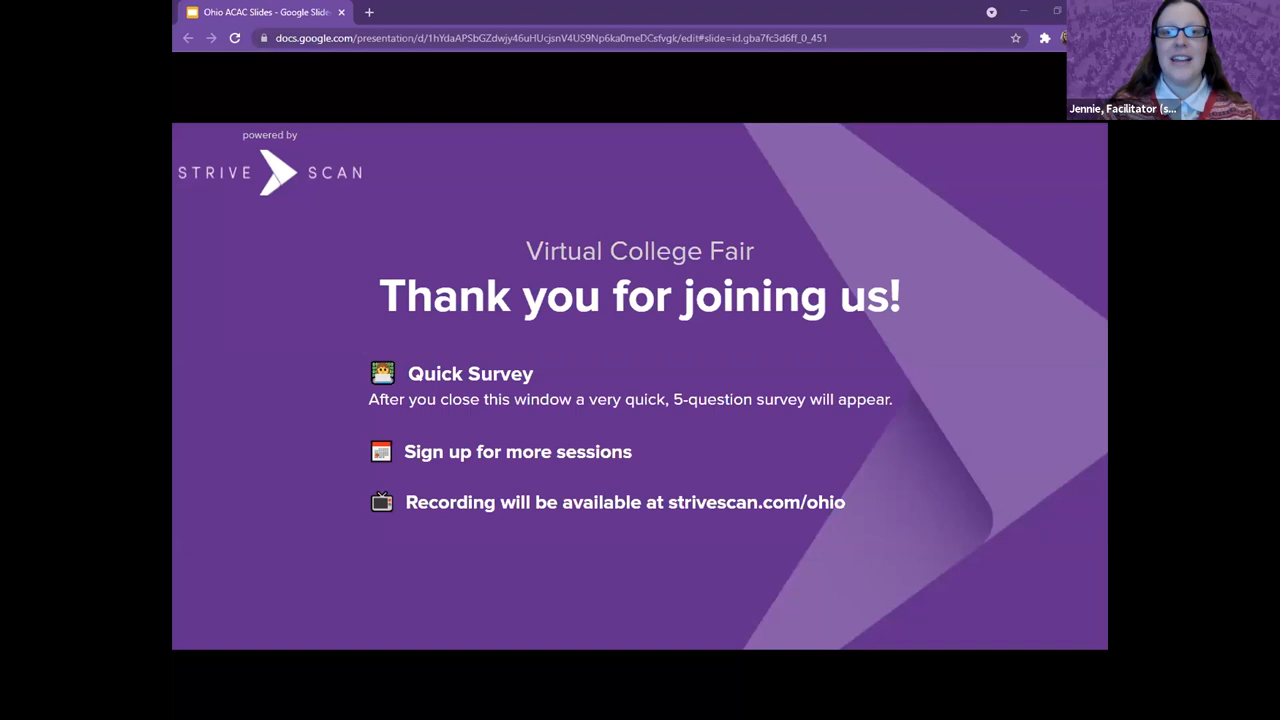 Ohio ACAC Slides - Google Slide
docs.google.com/presentation/d/1hYdaAPSbGZdwjy46uHUcjsnV4US9Np6ka0meDCsfvgk/edit#slide=id.gba7fc3d6ff_0_451
Jennie, Facilitator (s...
powered by
STRIVE SCAN
Virtual College Fair
Thank you for joining us!
Quick Survey
After you close this window a very quick, 5-question survey will appear.
Sign up for more sessions
Recording will be available at strivescan.com/ohio